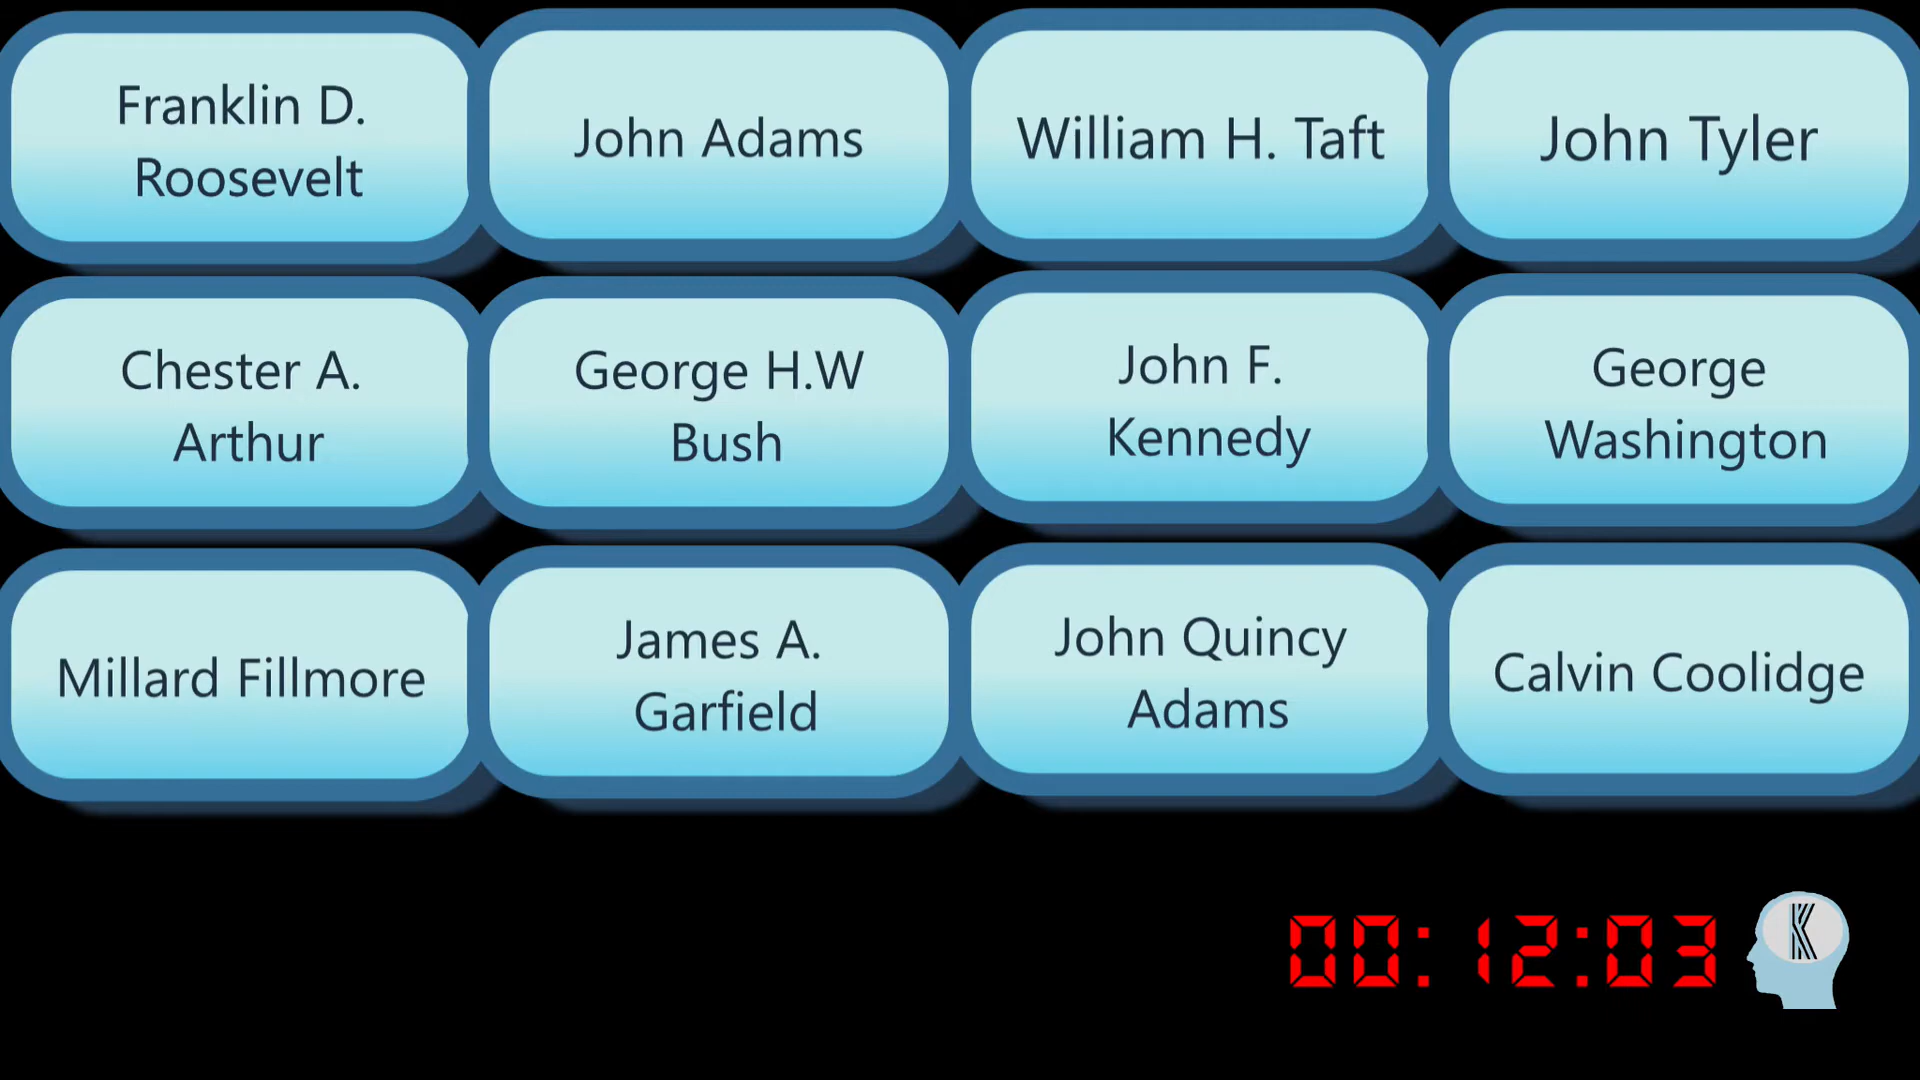 Franklin D.
Roosevelt
John Adams
William H. Taft
John Tyler
Chester A.
Arthur
George H.W
Bush
John F.
Kennedy
George
Washington
Millard Fillmore
James A.
Garfield
John Quincy
Adams
Calvin Coolidge
00:12:03
K